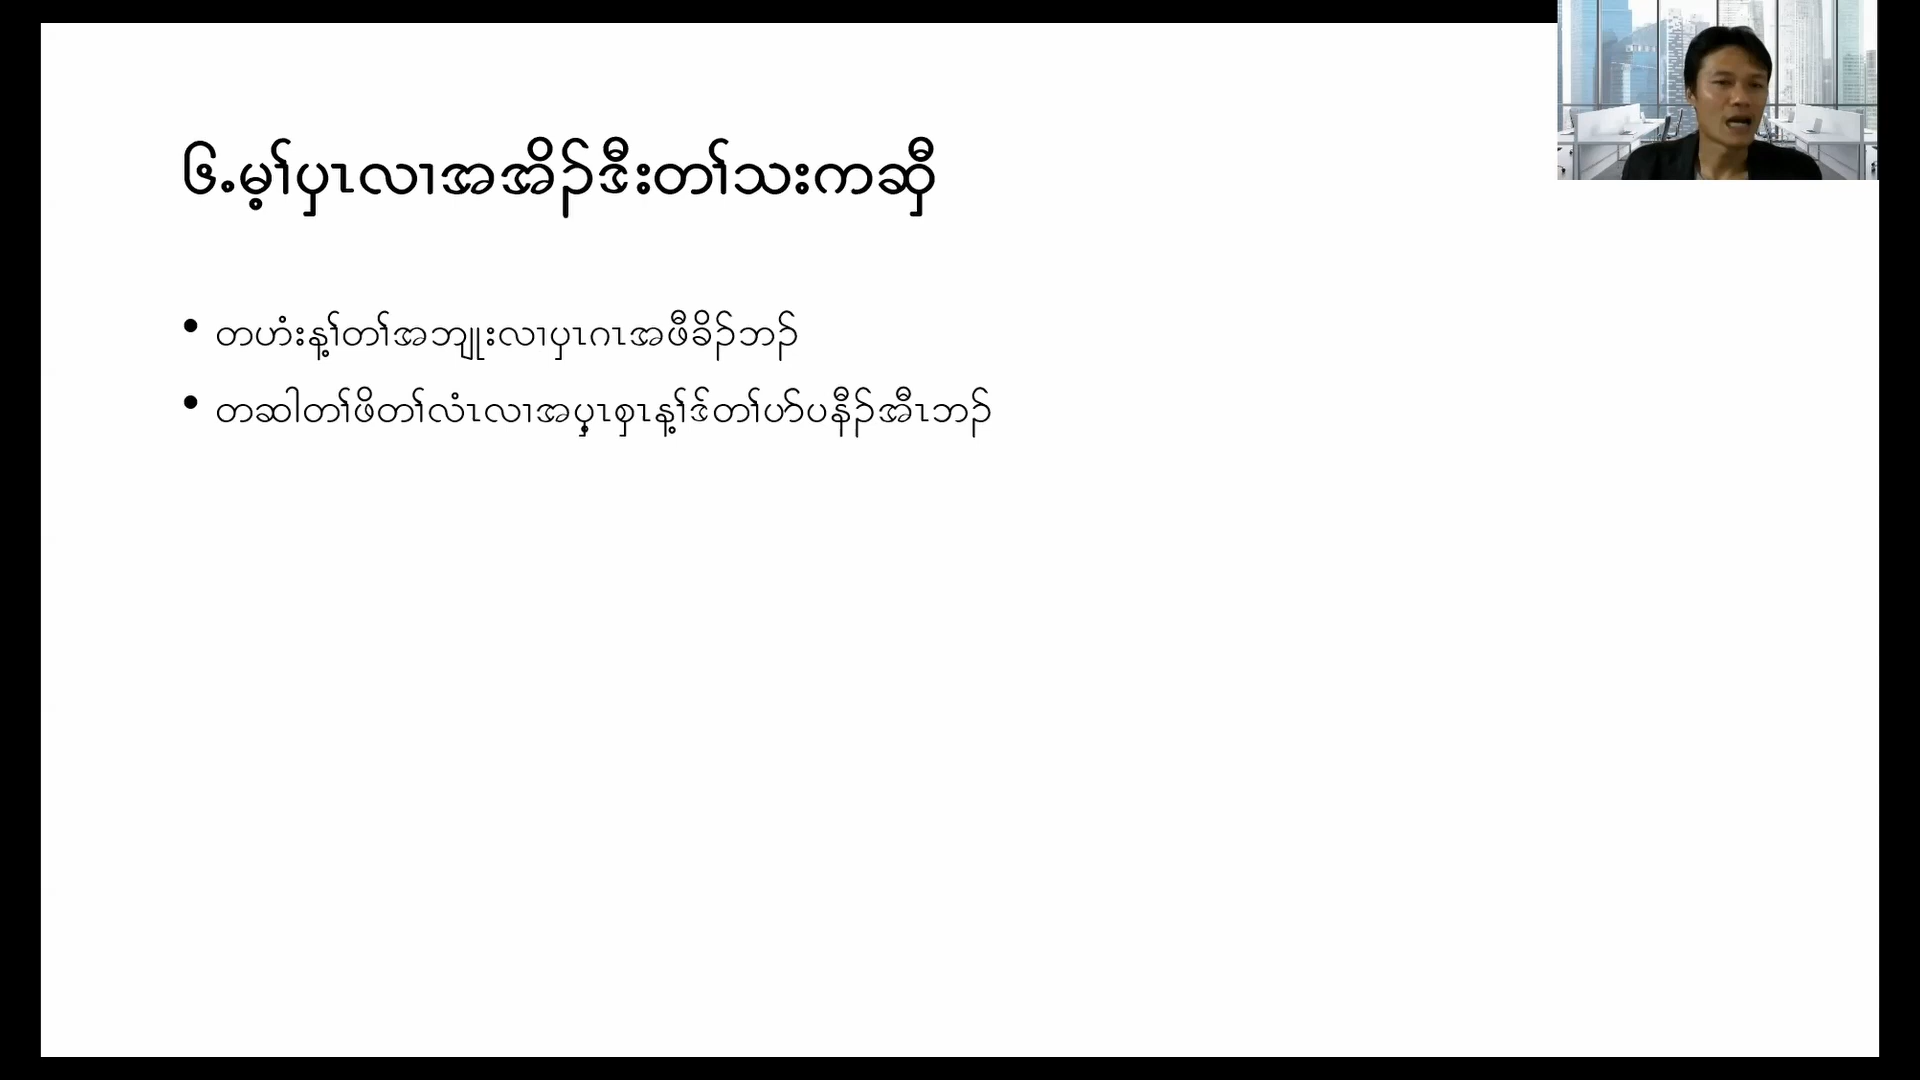 ၆.မ့ၢ်ပှၤလၢအအိၣ်ဒီးတၢ်သးကဆှီ
• တဟံးန့ၢ်တၢ်အဘျုးလၢပှၤဂၤအဖီခိၣ်ဘၣ်
• တဆါတၢ်ဖိတၢ်လံၤလၢအပှ့ၤစှၤန့ၢ်ဒ်တၢ်ပာ်ပနီၣ်အီၤဘၣ်